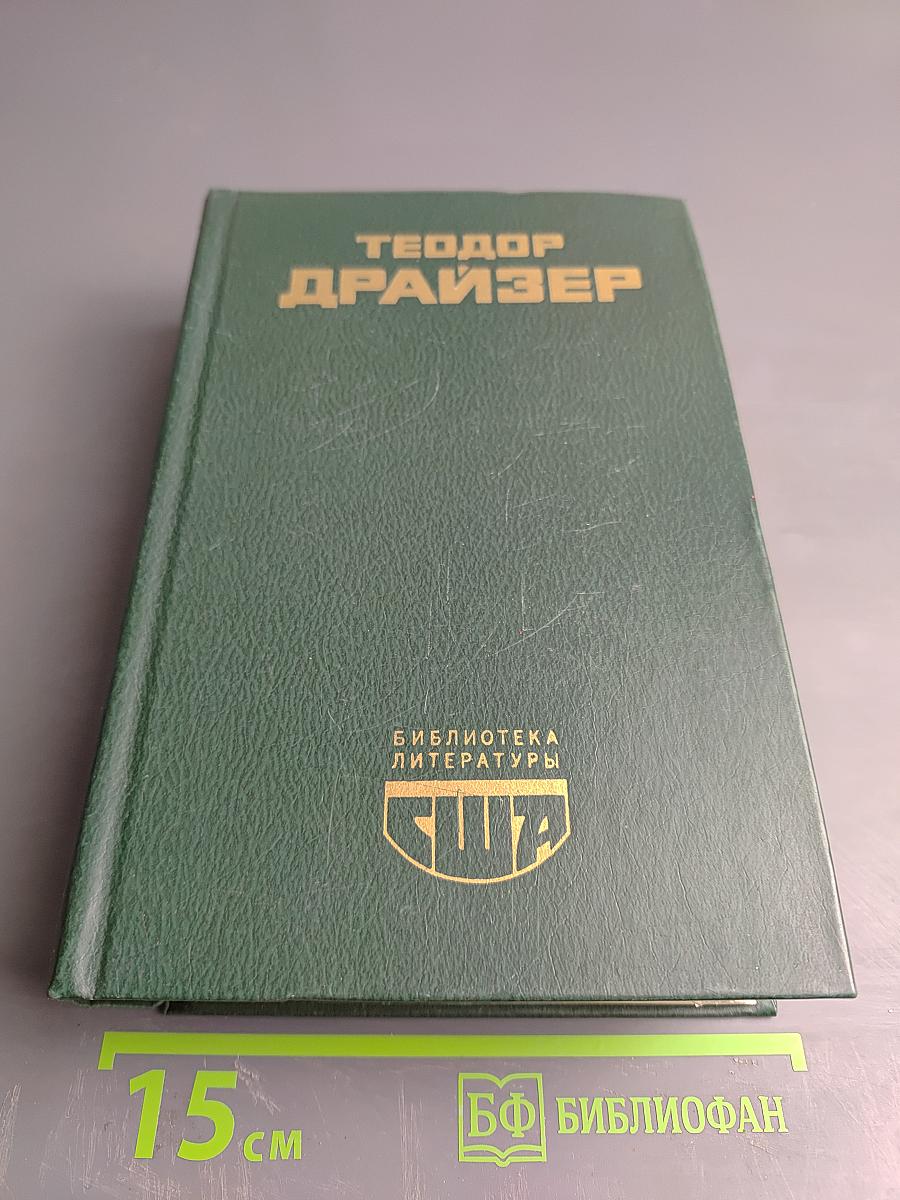 ТЕОДОР
ДРАЙЗЕР
БИБЛИОТЕКА
ЛИТЕРАТУРЫ
США
15 см
БФ БИБЛИОФАН